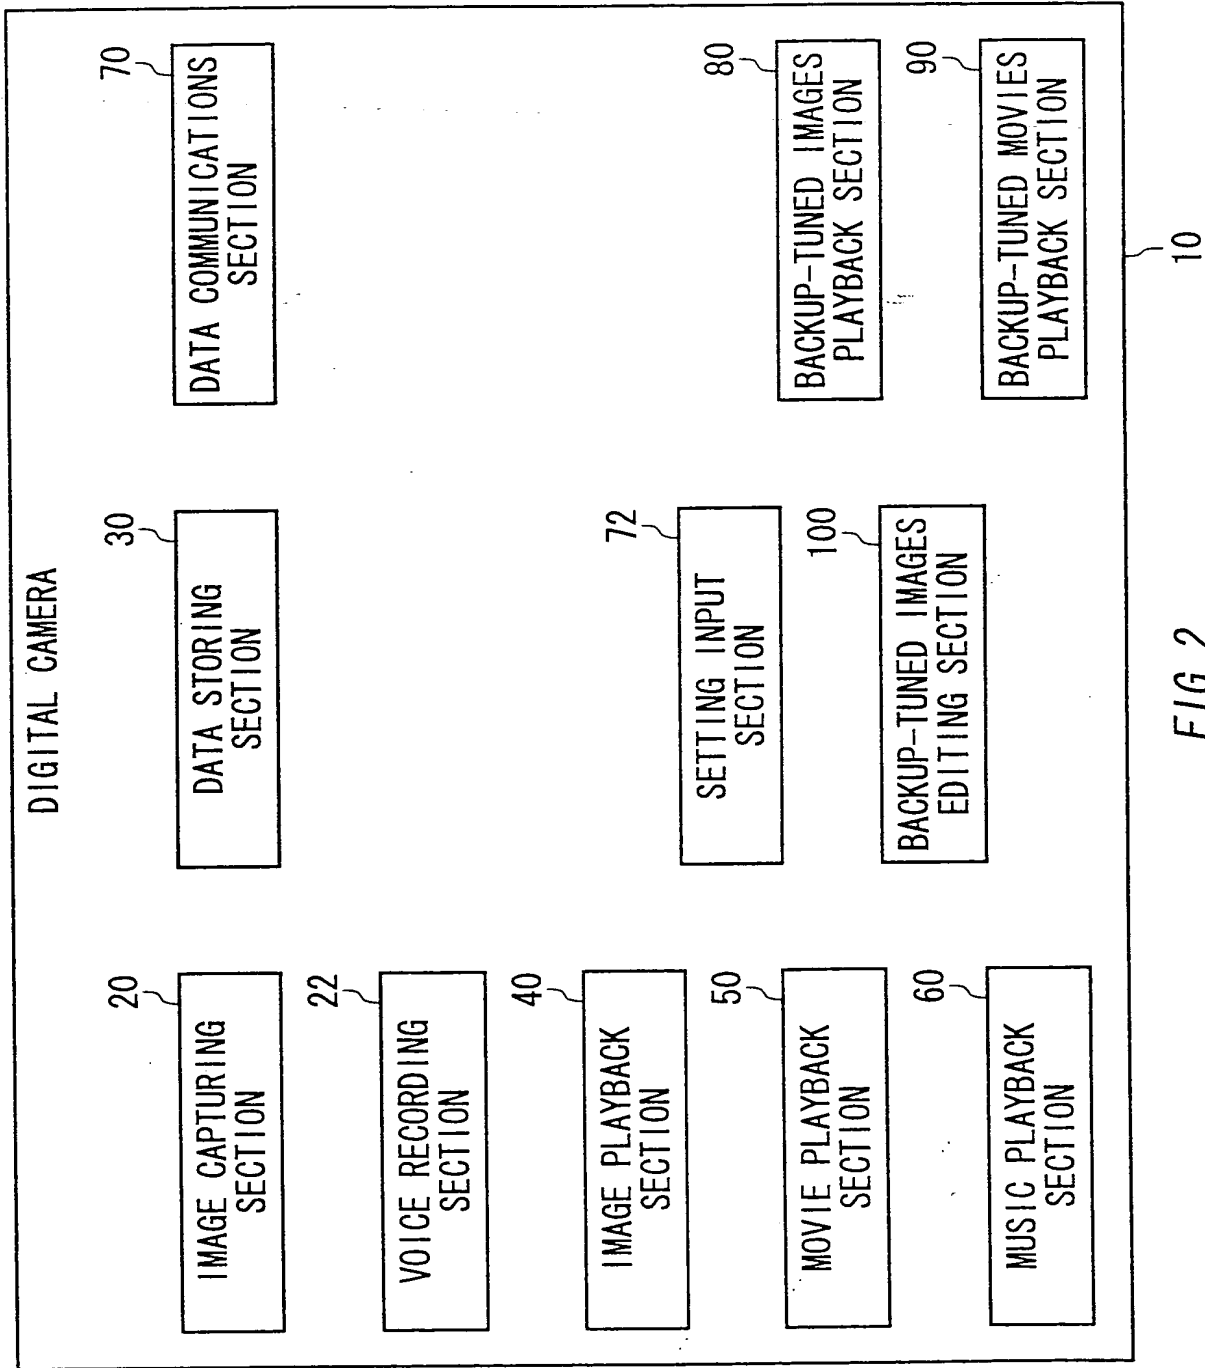 DIGITAL CAMERA
20
IMAGE CAPTURING
SECTION
22
VOICE RECORDING
SECTION
40
IMAGE PLAYBACK
SECTION
50
MOVIE PLAYBACK
SECTION
60
MUSIC PLAYBACK
SECTION
30
DATA STORING
SECTION
72
SETTING INPUT
SECTION
100
BACKUP-TUNED IMAGES
EDITING SECTION
70
DATA COMMUNICATIONS
SECTION
80
BACKUP-TUNED IMAGES
PLAYBACK SECTION
90
BACKUP-TUNED MOVIES
PLAYBACK SECTION
10
FIG. 2